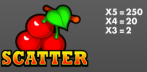 X5 = 250
X4 = 20
X3 = 2
SCATTER